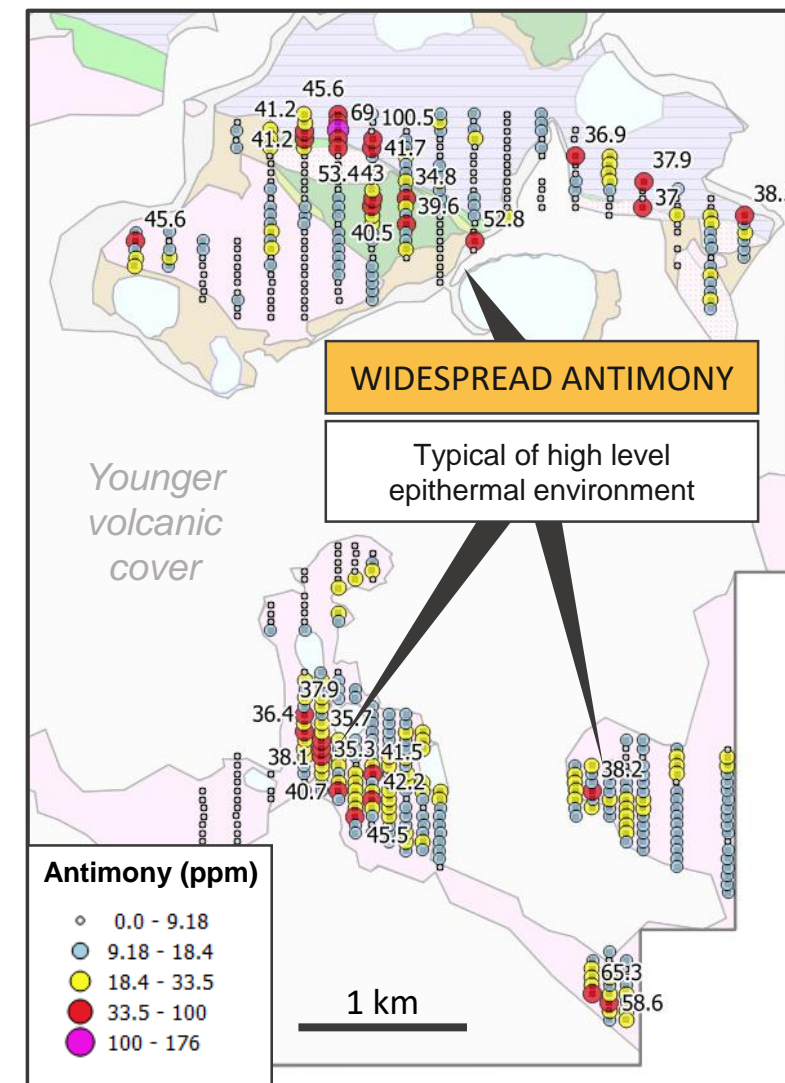 45.6
41.2
69
100.5
41.2
41.7
36.9
53.4
43
34.8
37.9
37
38.
45.6
39.6
40.5
52.8
WIDESPREAD ANTIMONY
Typical of high level
epithermal environment
Younger
volcanic
cover
37.9
36.4
35.7
38.1
35.3
41.5
38.2
40.7
42.2
45.5
65.3
58.6
Antimony (ppm)
0.0 - 9.18
9.18 - 18.4
18.4 - 33.5
33.5 - 100
100 - 176
1 km